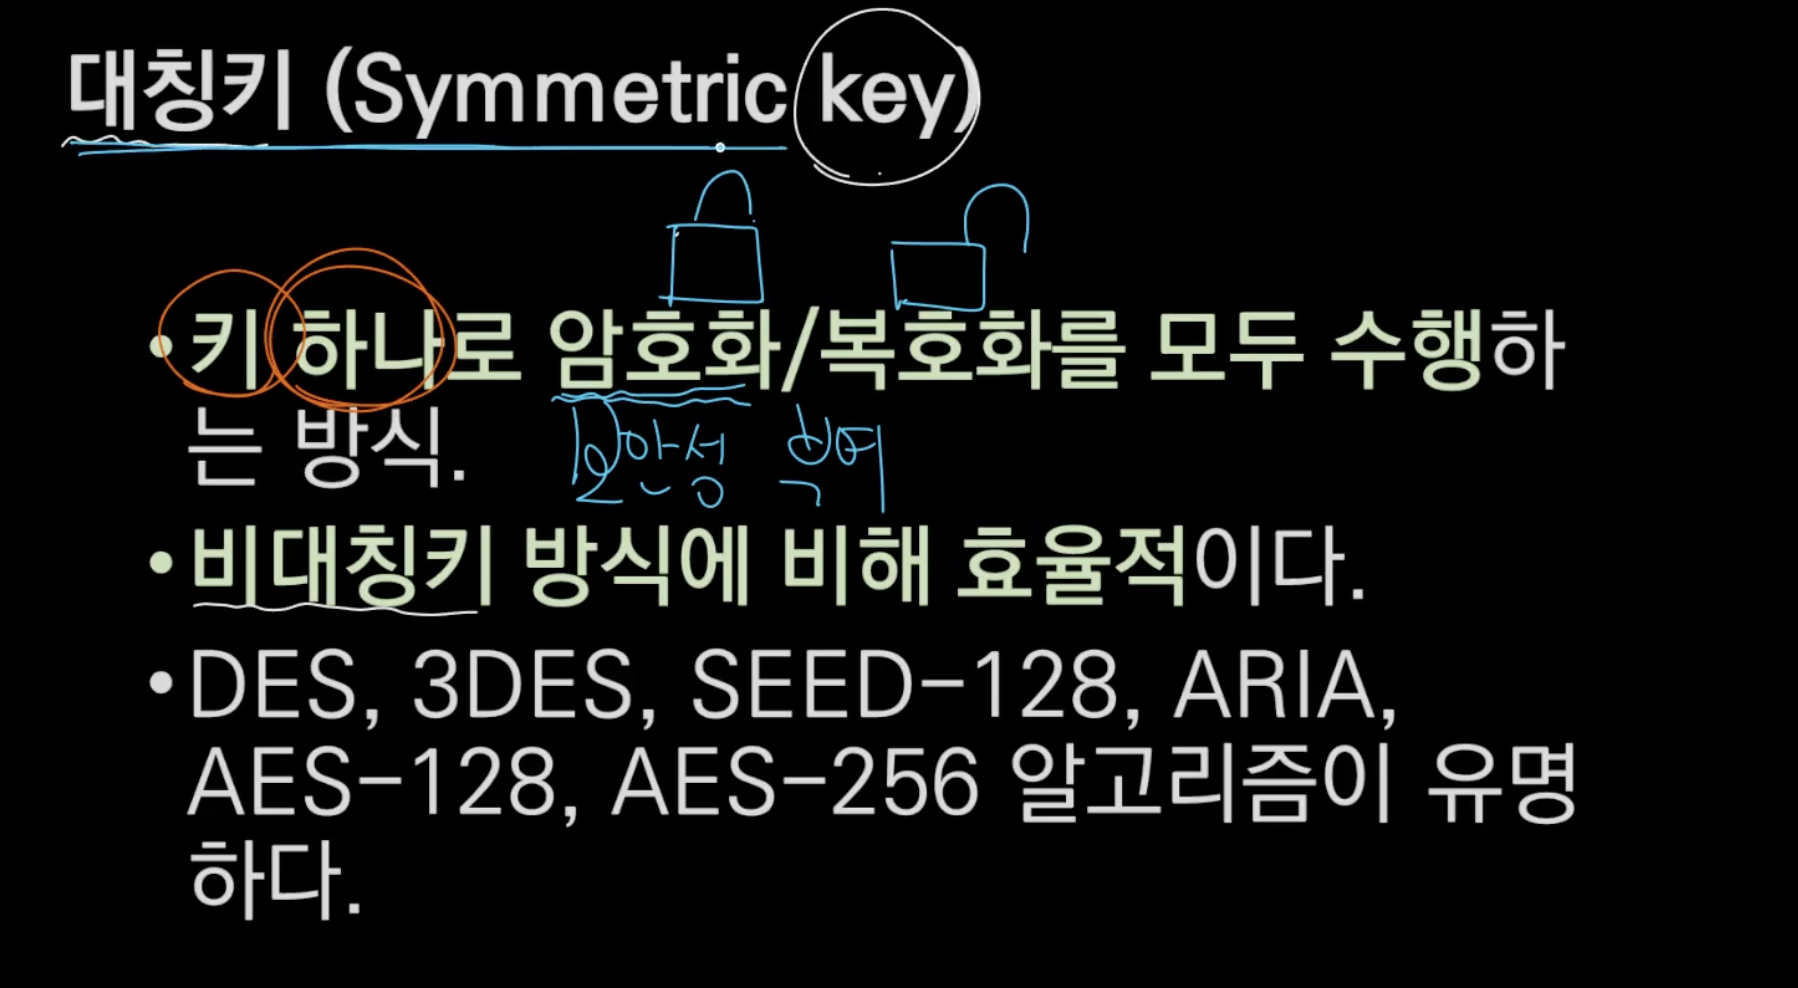 대칭키 (Symmetric key)
• 키 하나로 암호화/복호화를 모두 수행하
는 방식.
보안성 부여
• 비대칭키 방식에 비해 효율적이다.
• DES, 3DES, SEED-128, ARIA,
AES-128, AES-256 알고리즘이 유명
하다.